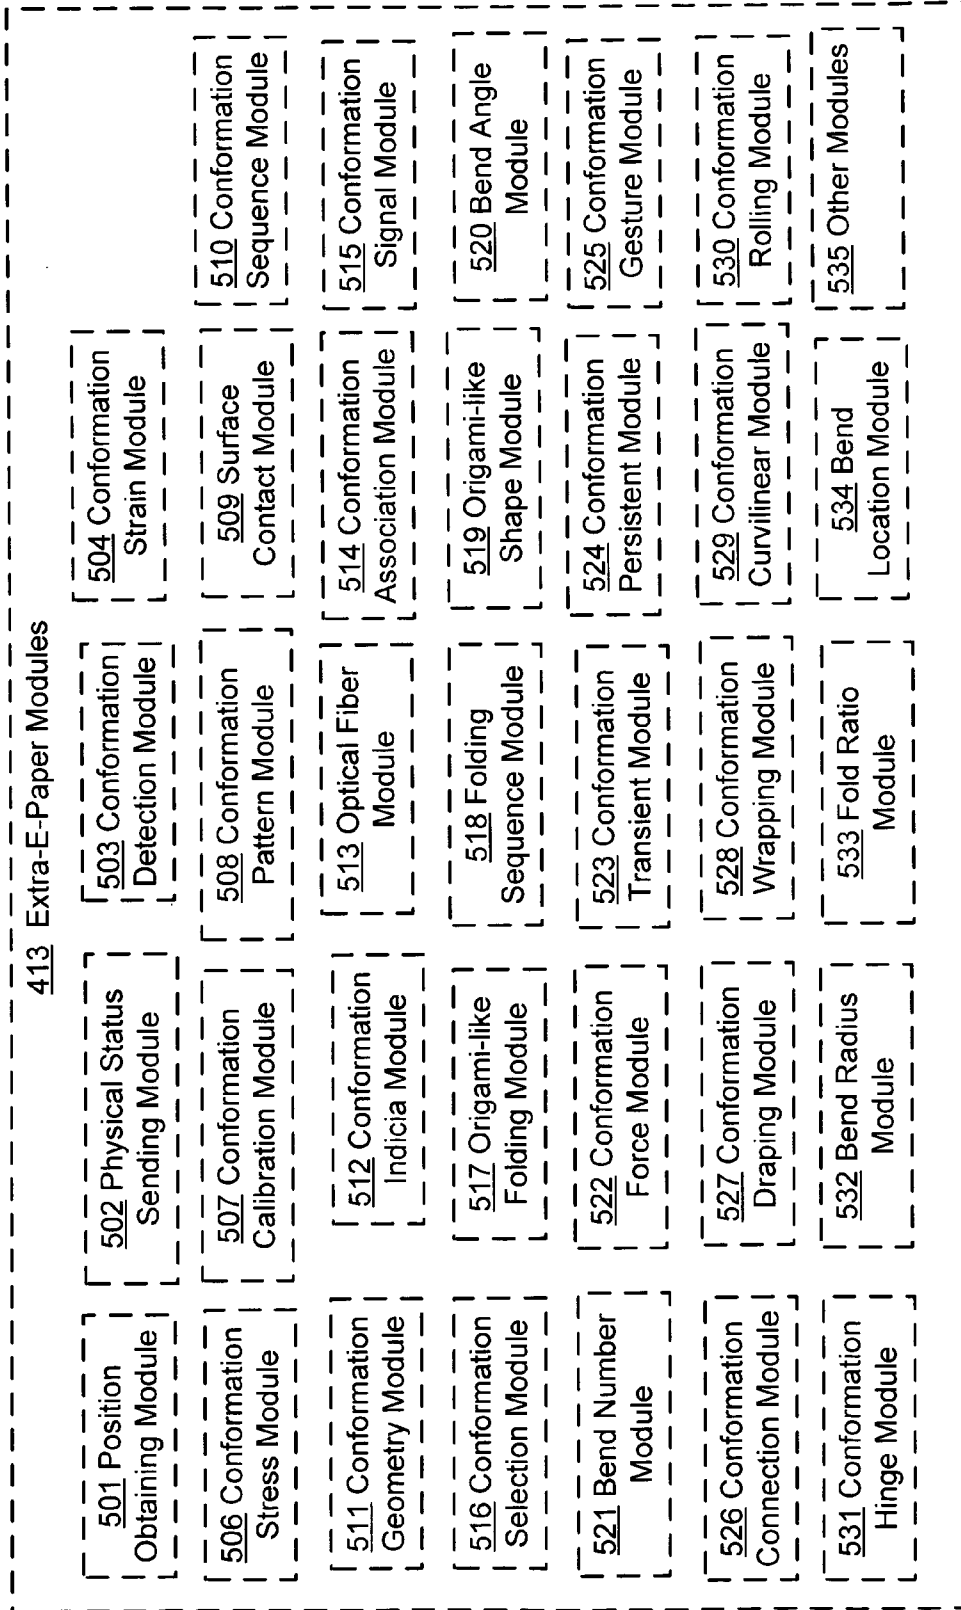 413 Extra-E-Paper Modules
501 Position
Obtaining Module
502 Physical Status
Sending Module
503 Conformation
Detection Module
504 Conformation
Strain Module
506 Conformation
Stress Module
507 Conformation
Calibration Module
508 Conformation
Pattern Module
509 Surface
Contact Module
510 Conformation
Sequence Module
511 Conformation
Geometry Module
512 Conformation
Indicia Module
513 Optical Fiber
Module
514 Conformation
Association Module
515 Conformation
Signal Module
516 Conformation
Selection Module
517 Origami-like
Folding Module
518 Folding
Sequence Module
519 Origami-like
Shape Module
520 Bend Angle
Module
521 Bend Number
Module
522 Conformation
Force Module
523 Conformation
Transient Module
524 Conformation
Persistent Module
525 Conformation
Gesture Module
526 Conformation
Connection Module
527 Conformation
Draping Module
528 Conformation
Wrapping Module
529 Conformation
Curvilinear Module
530 Conformation
Rolling Module
531 Conformation
Hinge Module
532 Bend Radius
Module
533 Fold Ratio
Module
534 Bend
Location Module
535 Other Modules